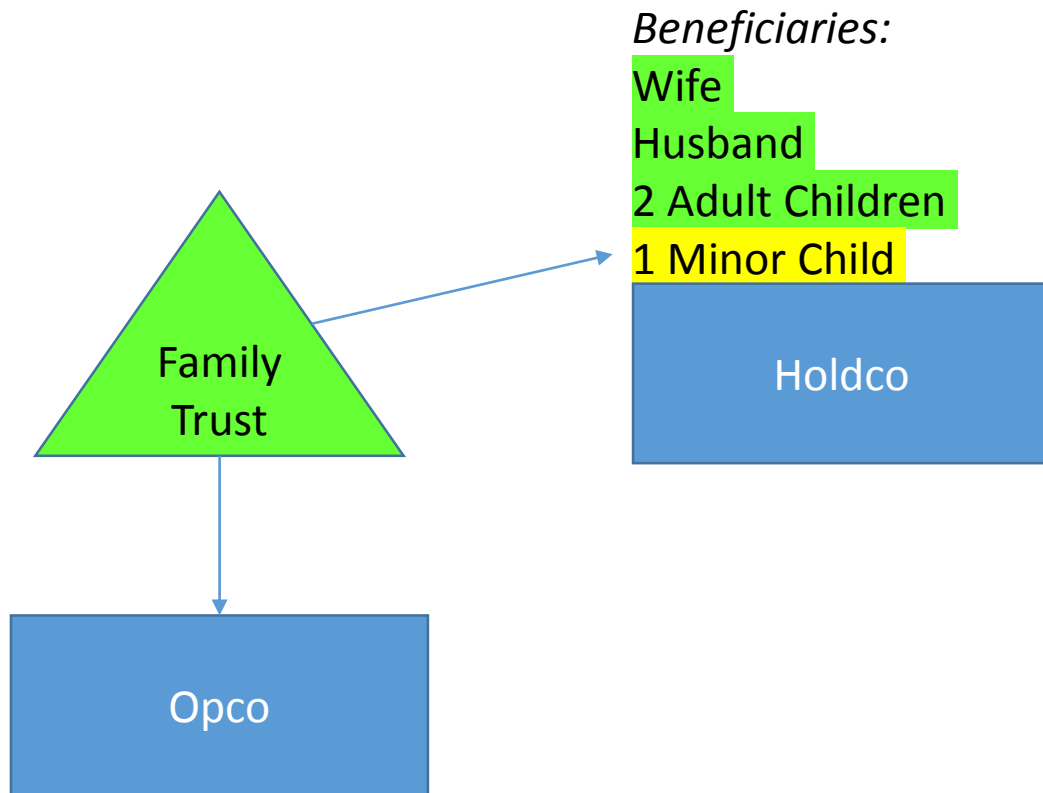 Beneficiaries:
Wife
Husband
2 Adult Children
1 Minor Child
Holdco
Family
Trust
Opco